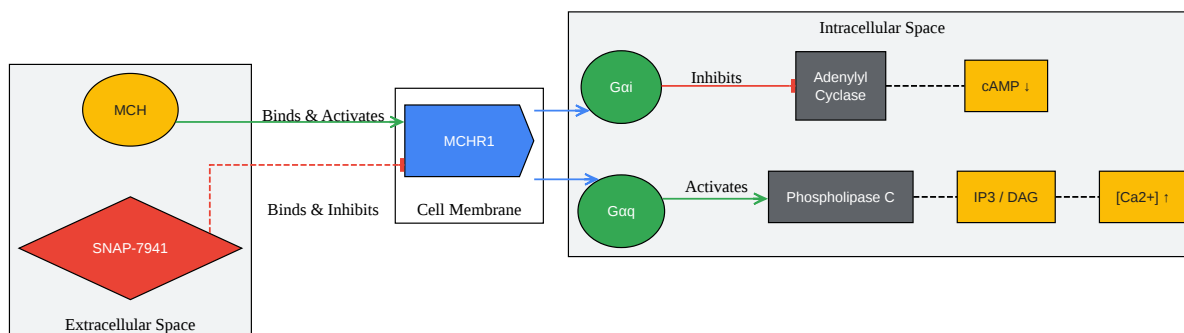 Intracellular Space
MCH
Binds & Activates
MCHR1
Binds & Inhibits
Cell Membrane
SNAP-7941
Extracellular Space
Gαi
Inhibits
Adenylyl
Cyclase
cAMP ↓
Gαq
Activates
Phospholipase C
IP3 / DAG
[Ca2+] ↑